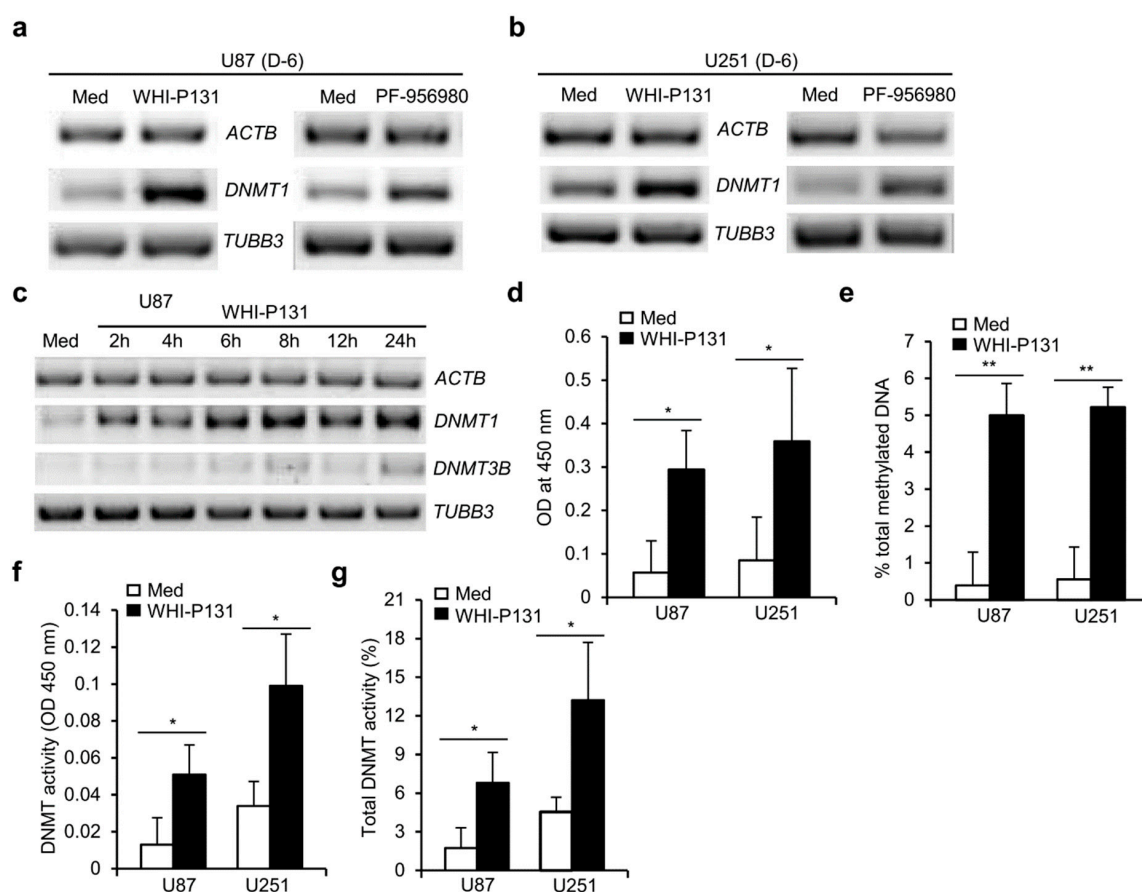 a
U87 (D-6)
Med WHI-P131 Med PF-956980
ACTB
DNMT1
TUBB3
b
U251 (D-6)
Med WHI-P131 Med PF-956980
ACTB
DNMT1
TUBB3
c
U87
WHI-P131
Med 2h 4h 6h 8h 12h 24h
ACTB
DNMT1
DNMT3B
TUBB3
d
Med
WHI-P131
OD at 450 nm
0.6
0.5
0.4
0.3
0.2
0.1
0
* *
U87 U251
e
Med
WHI-P131
% total methylated DNA
7
6
5
4
3
2
1
0
** **
U87 U251
f
Med
WHI-P131
DNMT activity (OD 450 nm)
0.14
0.12
0.1
0.08
0.06
0.04
0.02
0
* *
U87 U251
g
Med
WHI-P131
Total DNMT activity (%)
21
18
15
12
9
6
3
0
* *
U87 U251